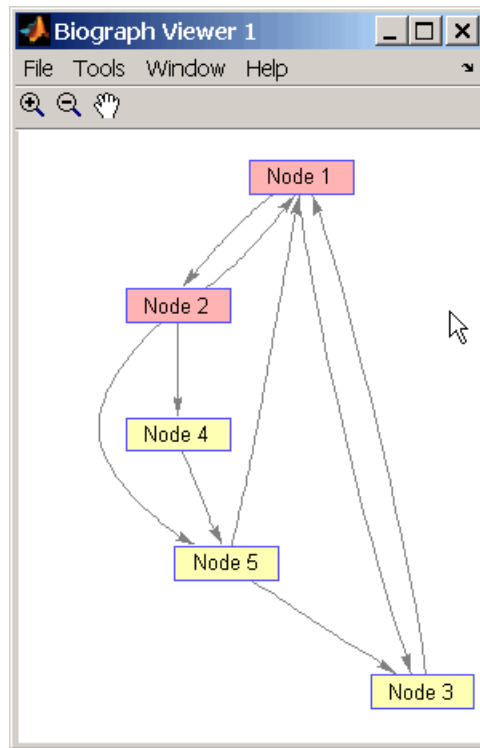 Biograph Viewer 1
File Tools Window Help
Node 1
Node 2
Node 4
Node 5
Node 3